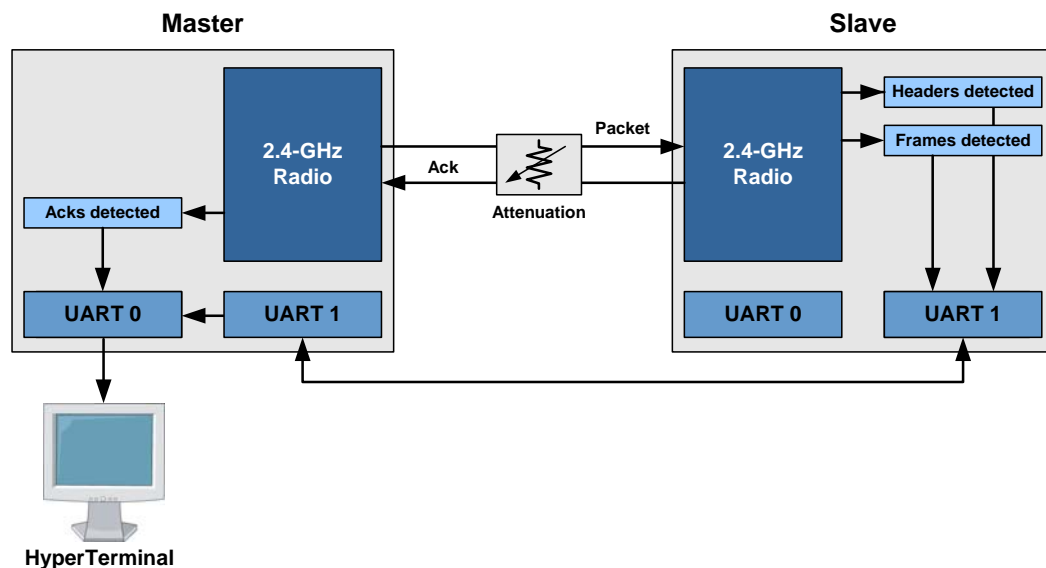 Master
Slave
2.4-GHz
Radio
Acks detected
UART 0
UART 1
Packet
Ack
Attenuation
2.4-GHz
Radio
Headers detected
Frames detected
UART 0
UART 1
HyperTerminal